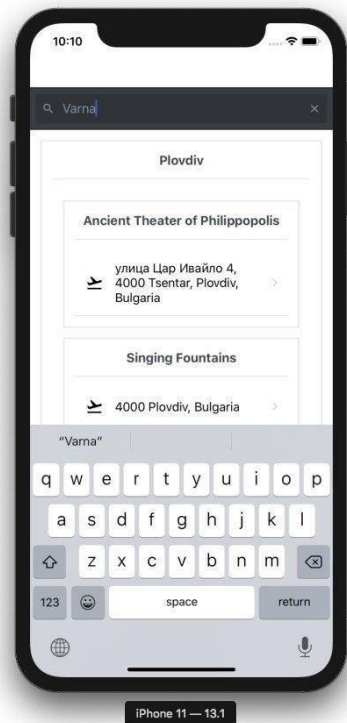 10:10
Varna
Plovdiv
Ancient Theater of Philippopolis
улица Цар Ивайло 4,
4000 Tsentar, Plovdiv,
Bulgaria
Singing Fountains
4000 Plovdiv, Bulgaria
“Varna”
q w e r t y u i o p
a s d f g h j k l
z x c v b n m
123 space return
iPhone 11 — 13.1